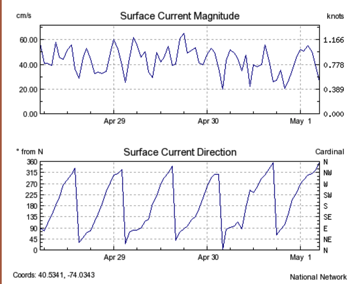 cm/s Surface Current Magnitude knots
60.00 1.166
40.00 0.778
20.00 0.389
0.00 0.000
Apr 29 Apr 30 May 1
* from N Surface Current Direction Cardinal
360 N
315 NW
270 W
225 SW
180 S
135 SE
90 E
45 NE
0 N
Apr 29 Apr 30 May 1
Coords: 40.5341, -74.0343
National Network